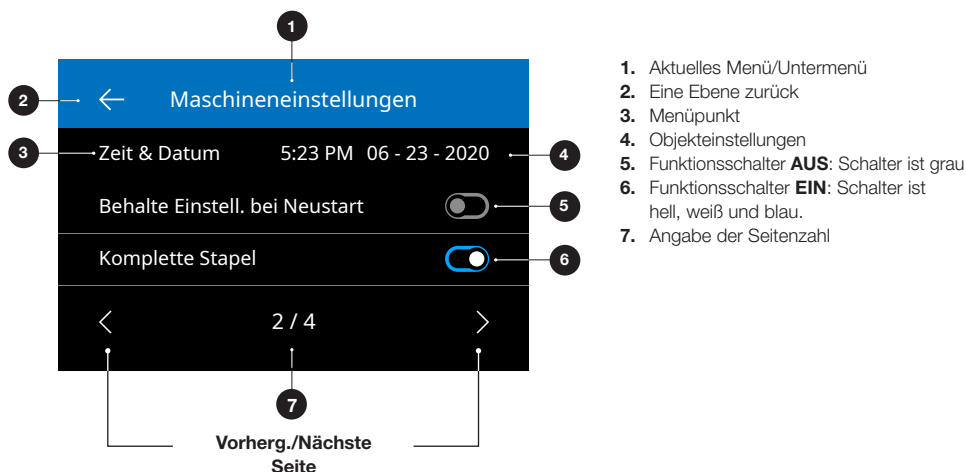 1
2
Maschineneinstellungen
3
Zeit & Datum 5:23 PM 06 - 23 - 2020
4
Behalte Einstell. bei Neustart
5
Komplette Stapel
6
2 / 4
7
Vorherg./Nächste
Seite
1. Aktuelles Menü/Untermenü
2. Eine Ebene zurück
3. Menüpunkt
4. Objekteinstellungen
5. Funktionsschalter AUS: Schalter ist grau
6. Funktionsschalter EIN: Schalter ist
hell, weiß und blau.
7. Angabe der Seitenzahl